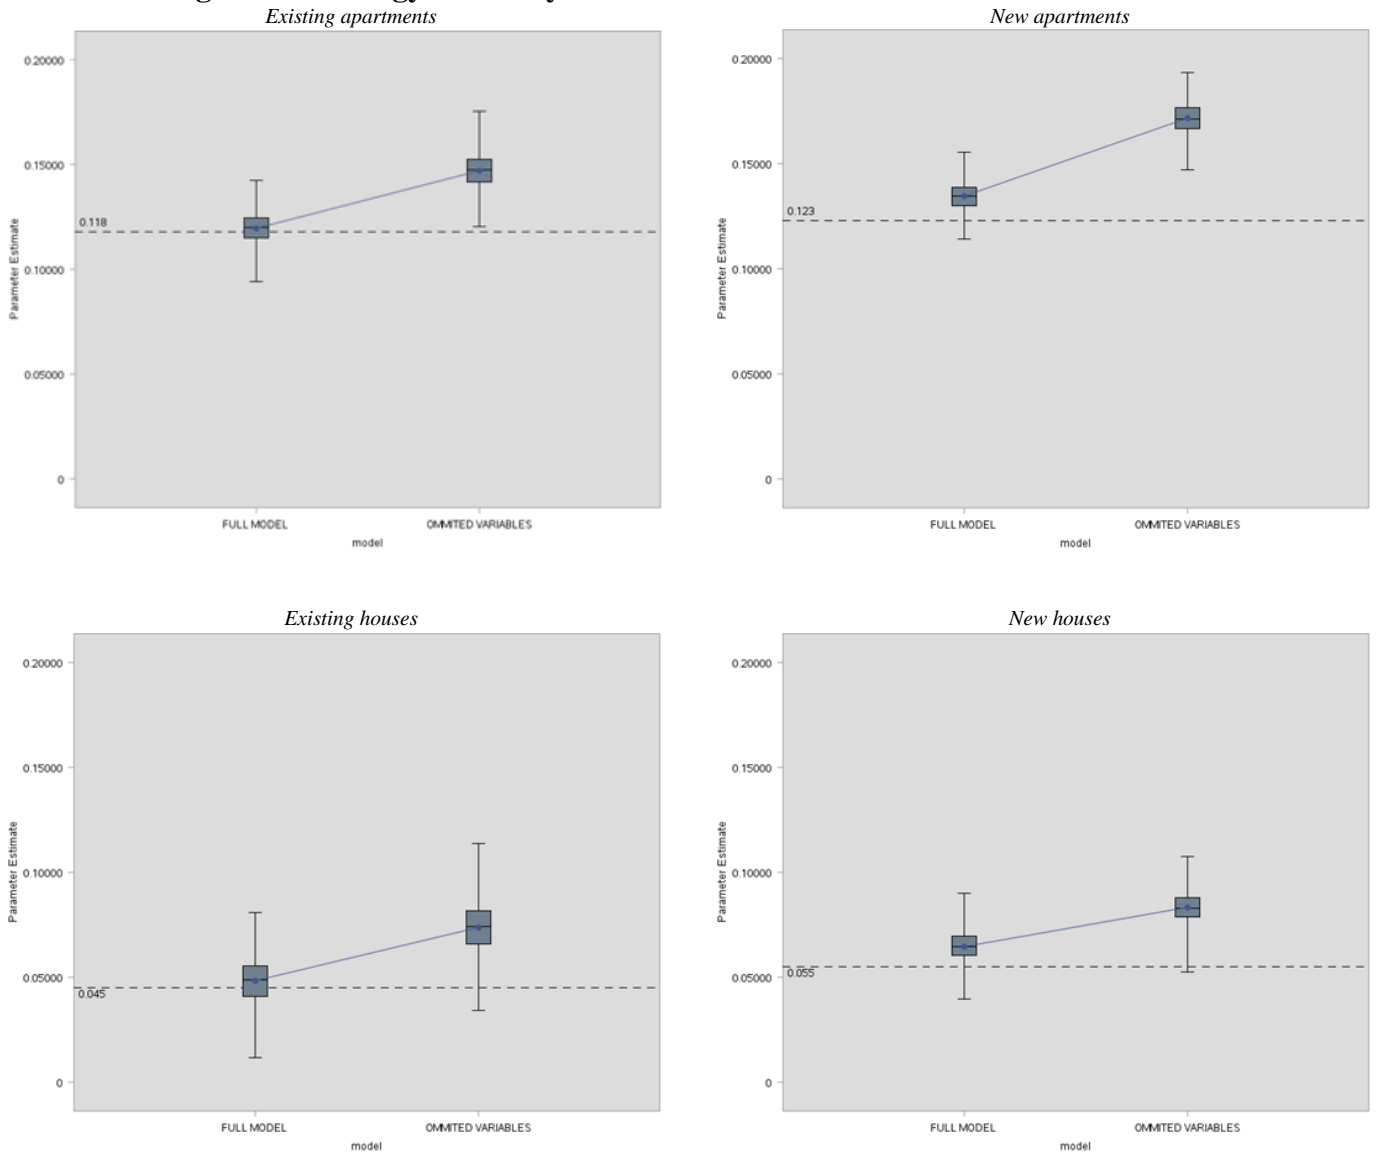 Existing apartments
0.20000
0.15000
0.118
0.10000
0.05000
0
Parameter Estimate
FULL MODEL OMMITED VARIABLES
model
New apartments
0.20000
0.15000
0.123
0.10000
0.05000
0
Parameter Estimate
FULL MODEL OMMITED VARIABLES
model
Existing houses
0.20000
0.15000
0.10000
0.05000
0.045
0
Parameter Estimate
FULL MODEL OMMITED VARIABLES
model
New houses
0.20000
0.15000
0.10000
0.05000
0.055
0
Parameter Estimate
FULL MODEL OMMITED VARIABLES
model